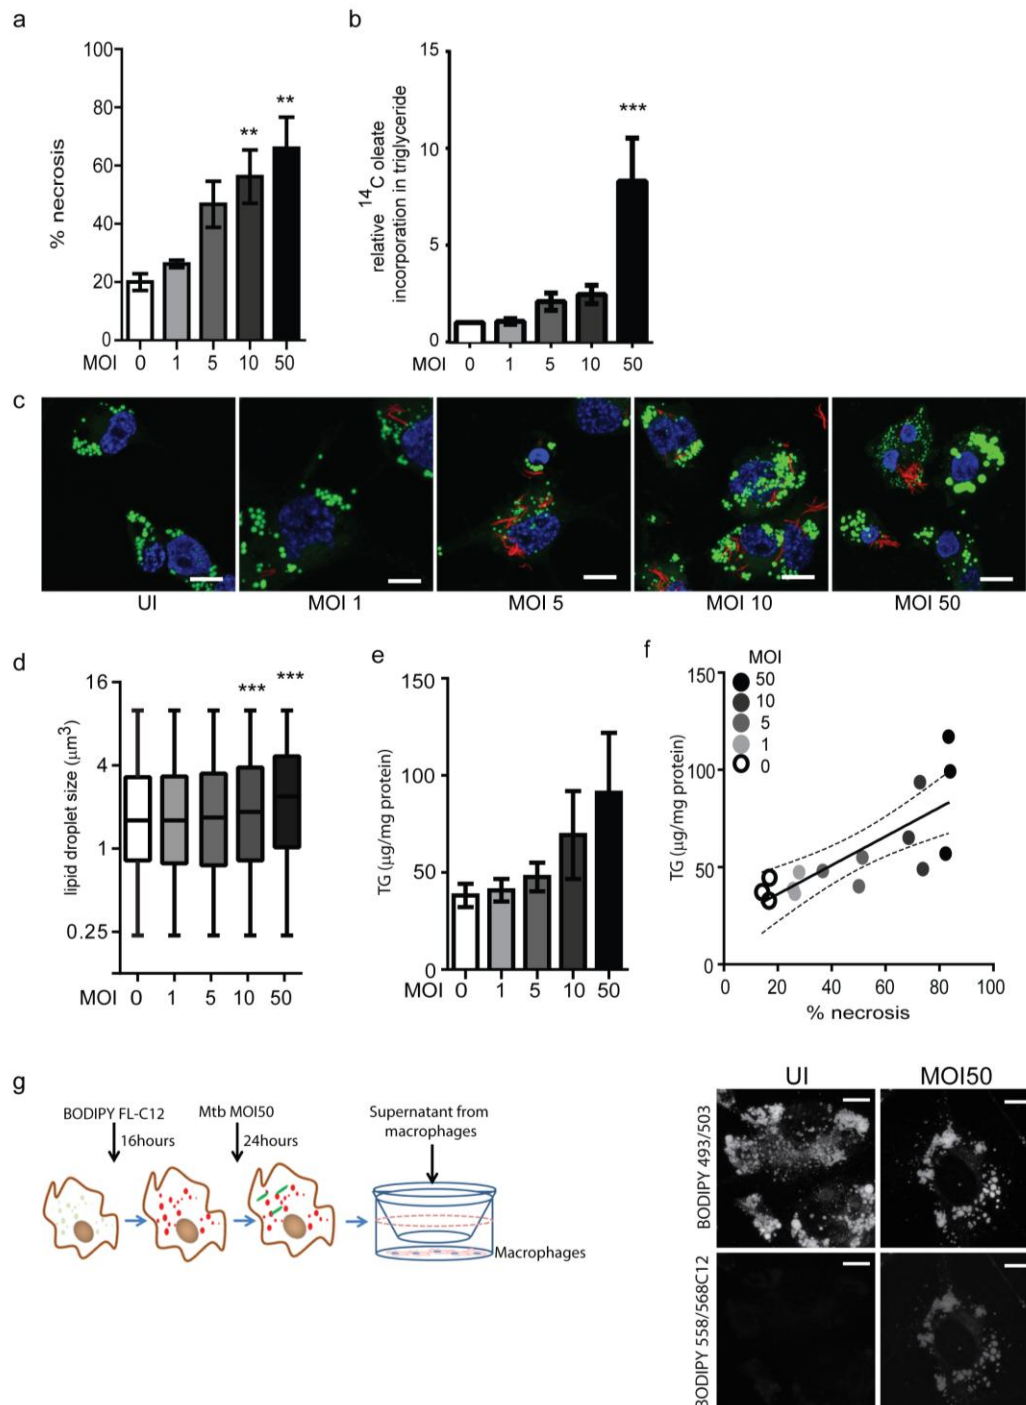 a
% necrosis
100
80
60
40
20
0
**
**
MOI 0 1 5 10 50
b
relative 14C oleate
incorporation in triglyceride
15
10
5
0
***
MOI 0 1 5 10 50
c
UI
MOI 1
MOI 5
MOI 10
MOI 50
d
lipid droplet size (μm3)
16
4
1
0.25
***
***
MOI 0 1 5 10 50
e
TG (μg/mg protein)
150
100
50
0
MOI 0 1 5 10 50
f
MOI
50
10
5
1
0
TG (μg/mg protein)
150
100
50
0
0 20 40 60 80 100
% necrosis
g
BODIPY FL-C12
16hours
Mtb MOI50
24hours
Supernatant from
macrophages
Macrophages
UI
MOI50
BODIPY 493/503
BODIPY 558/568C12